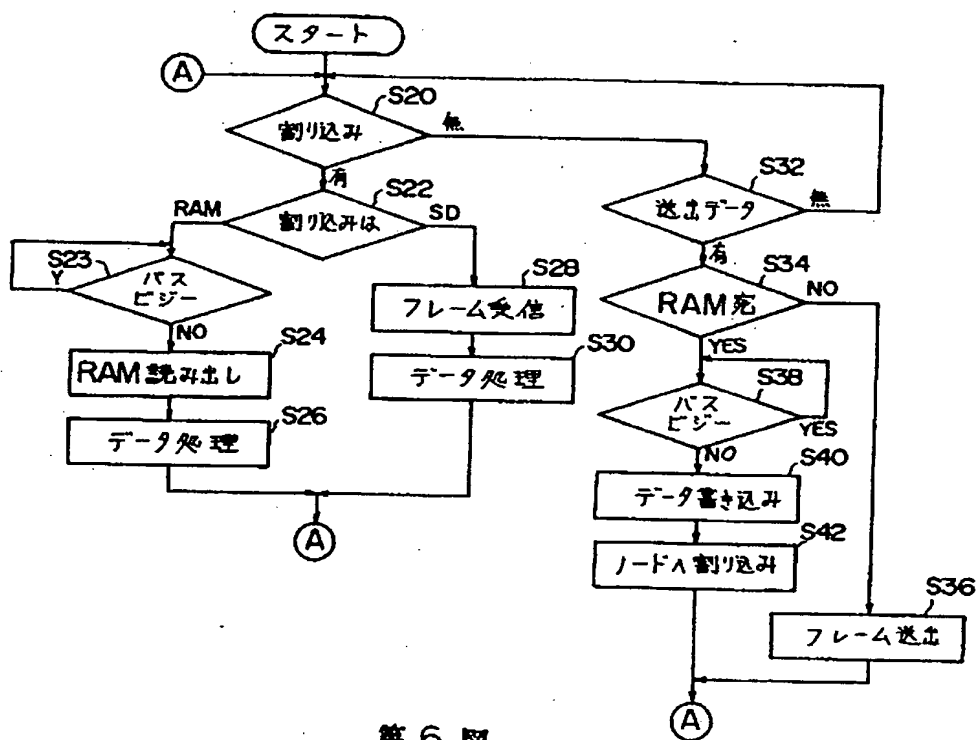 スタート
A
S20
割り込み
無
有
S22
割り込みは
RAM
SD
S23
Y
バス
ビジー
NO
S24
RAM読み出し
S26
データ処理
S28
フレーム受信
S30
データ処理
A
S32
送出データ
無
有
S34
RAM宛
NO
YES
S38
バス
ビジー
YES
NO
S40
データ書き込み
S42
ノードへ割り込み
S36
フレーム送出
A
第6図